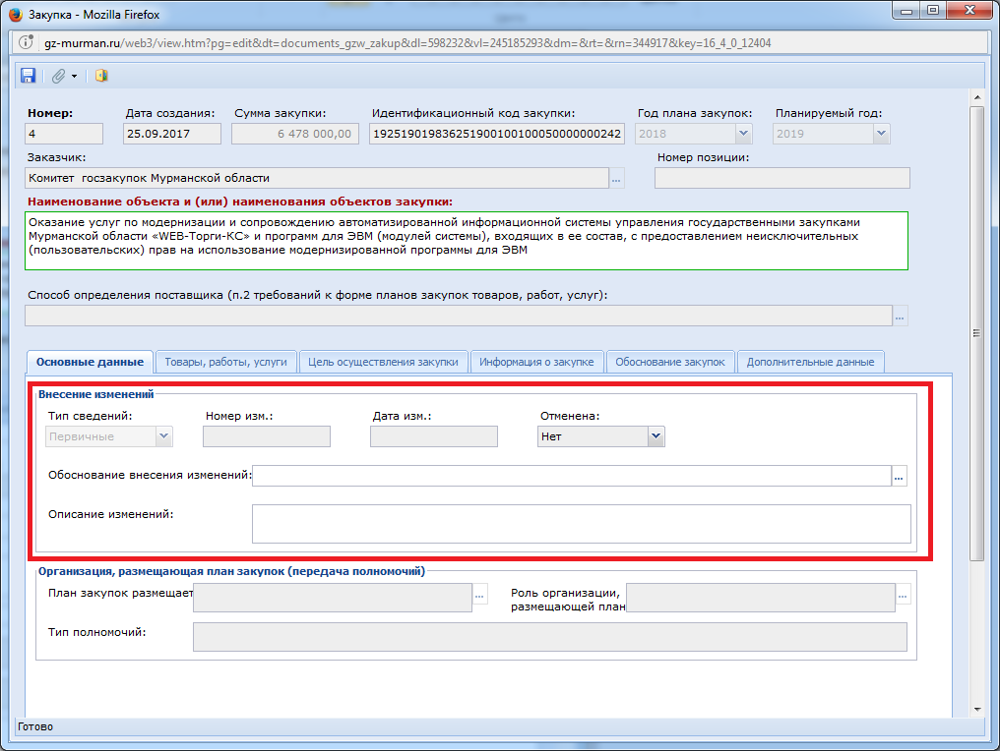 Закупка - Mozilla Firefox
gz-murman.ru/web3/view.htm?pg=edit&dt=documents_gzw_zakup&dl=598232&vl=245185293&dm=&rt=&rn=344917&key=16_4_0_12404
Номер: Дата создания: Сумма закупки: Идентификационный код закупки: Год плана закупок: Планируемый год:
4 25.09.2017 6 478 000,00 192519019836251900100100050000000242 2018 2019
Заказчик: Номер позиции:
Комитет госзакупок Мурманской области ...
Наименование объекта и (или) наименования объектов закупки:
Оказание услуг по модернизации и сопровождению автоматизированной информационной системы управления государственными закупками
Мурманской области «WEB-Торги-КС» и программ для ЭВМ (модулей системы), входящих в ее состав, с предоставлением неисключительных
(пользовательских) прав на использование модернизированной программы для ЭВМ
Способ определения поставщика (п.2 требований к форме планов закупок товаров, работ, услуг):
...
Основные данные Товары, работы, услуги Цель осуществления закупки Информация о закупке Обоснование закупок Дополнительные данные
Внесение изменений
Тип сведений: Номер изм.: Дата изм.: Отменена:
Первичные Нет
Обоснование внесения изменений: ...
Описание изменений:
Организация, размещающая план закупок (передача полномочий)
План закупок размещает ... Роль организации, ...
размещающей план
Тип полномочий:
Готово